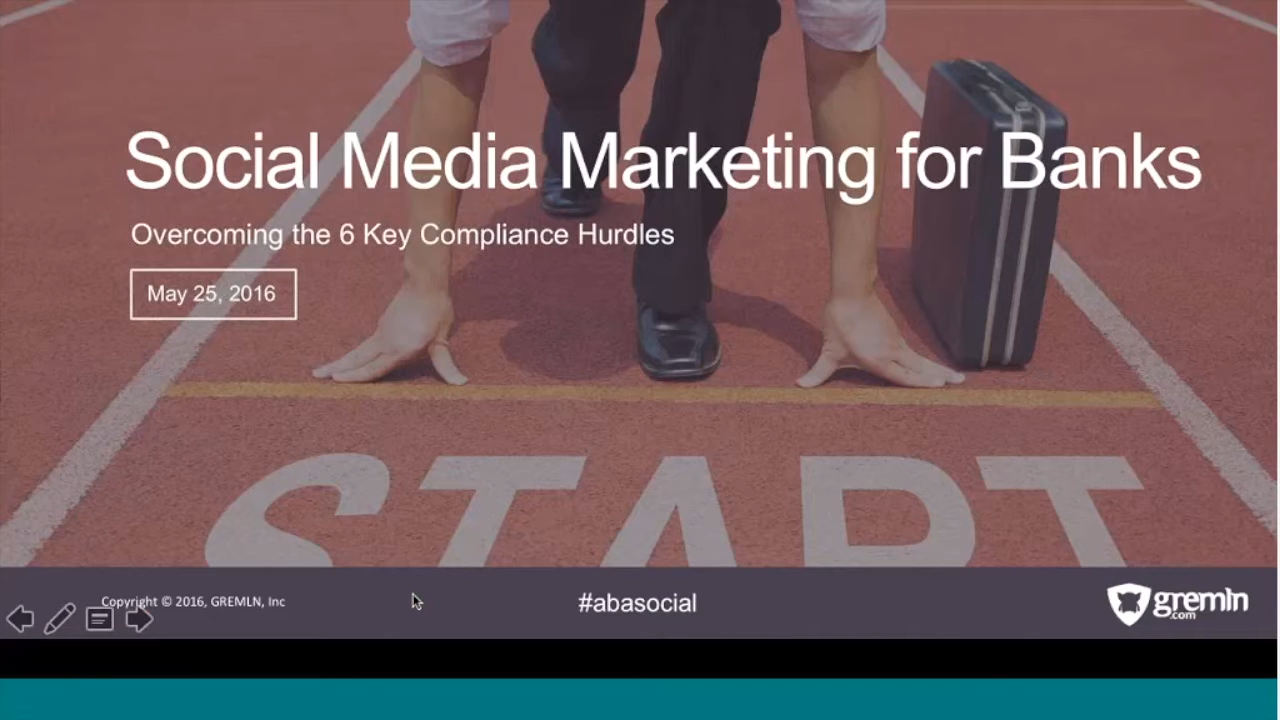 Social Media Marketing for Banks
Overcoming the 6 Key Compliance Hurdles
May 25, 2016
START
Copyright © 2016, GREMLN, Inc
#abasocial
gremln
.com